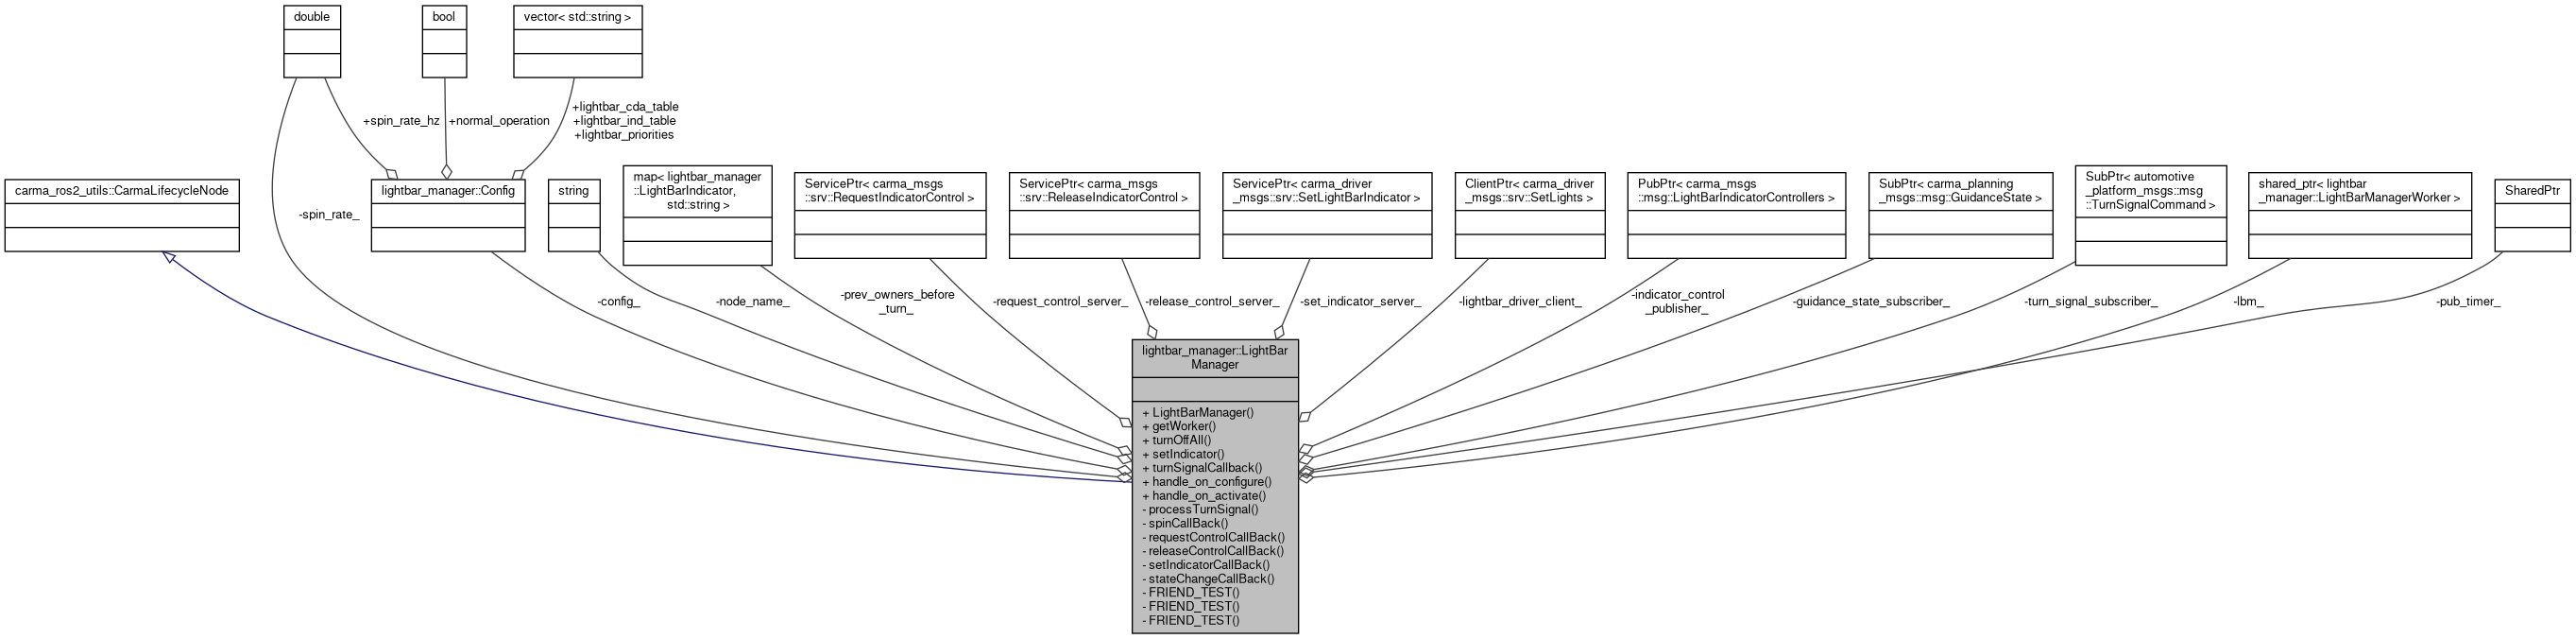 double
bool
vector< std::string >
+spin_rate_hz
+normal_operation
+lightbar_cda_table
+lightbar_ind_table
+lightbar_priorities
carma_ros2_utils::CarmaLifecycleNode
-spin_rate_
lightbar_manager::Config
string
map< lightbar_manager
::LightBarIndicator,
std::string >
ServicePtr< carma_msgs
::srv::RequestIndicatorControl >
ServicePtr< carma_msgs
::srv::ReleaseIndicatorControl >
ServicePtr< carma_driver
_msgs::srv::SetLightBarIndicator >
ClientPtr< carma_driver
_msgs::srv::SetLights >
PubPtr< carma_msgs
::msg::LightBarIndicatorControllers >
SubPtr< carma_planning
_msgs::msg::GuidanceState >
SubPtr< automotive
_platform_msgs::msg
::TurnSignalCommand >
shared_ptr< lightbar
_manager::LightBarManagerWorker >
SharedPtr
-config_
-node_name_
-prev_owners_before
_turn_
-request_control_server_
-release_control_server_
-set_indicator_server_
-lightbar_driver_client_
-indicator_control
_publisher_
-guidance_state_subscriber_
-turn_signal_subscriber_
-lbm_
-pub_timer_
lightbar_manager::LightBar
Manager
+ LightBarManager()
+ getWorker()
+ turnOffAll()
+ setIndicator()
+ turnSignalCallback()
+ handle_on_configure()
+ handle_on_activate()
- processTurnSignal()
- spinCallBack()
- requestControlCallBack()
- releaseControlCallBack()
- setIndicatorCallBack()
- stateChangeCallBack()
- FRIEND_TEST()
- FRIEND_TEST()
- FRIEND_TEST()